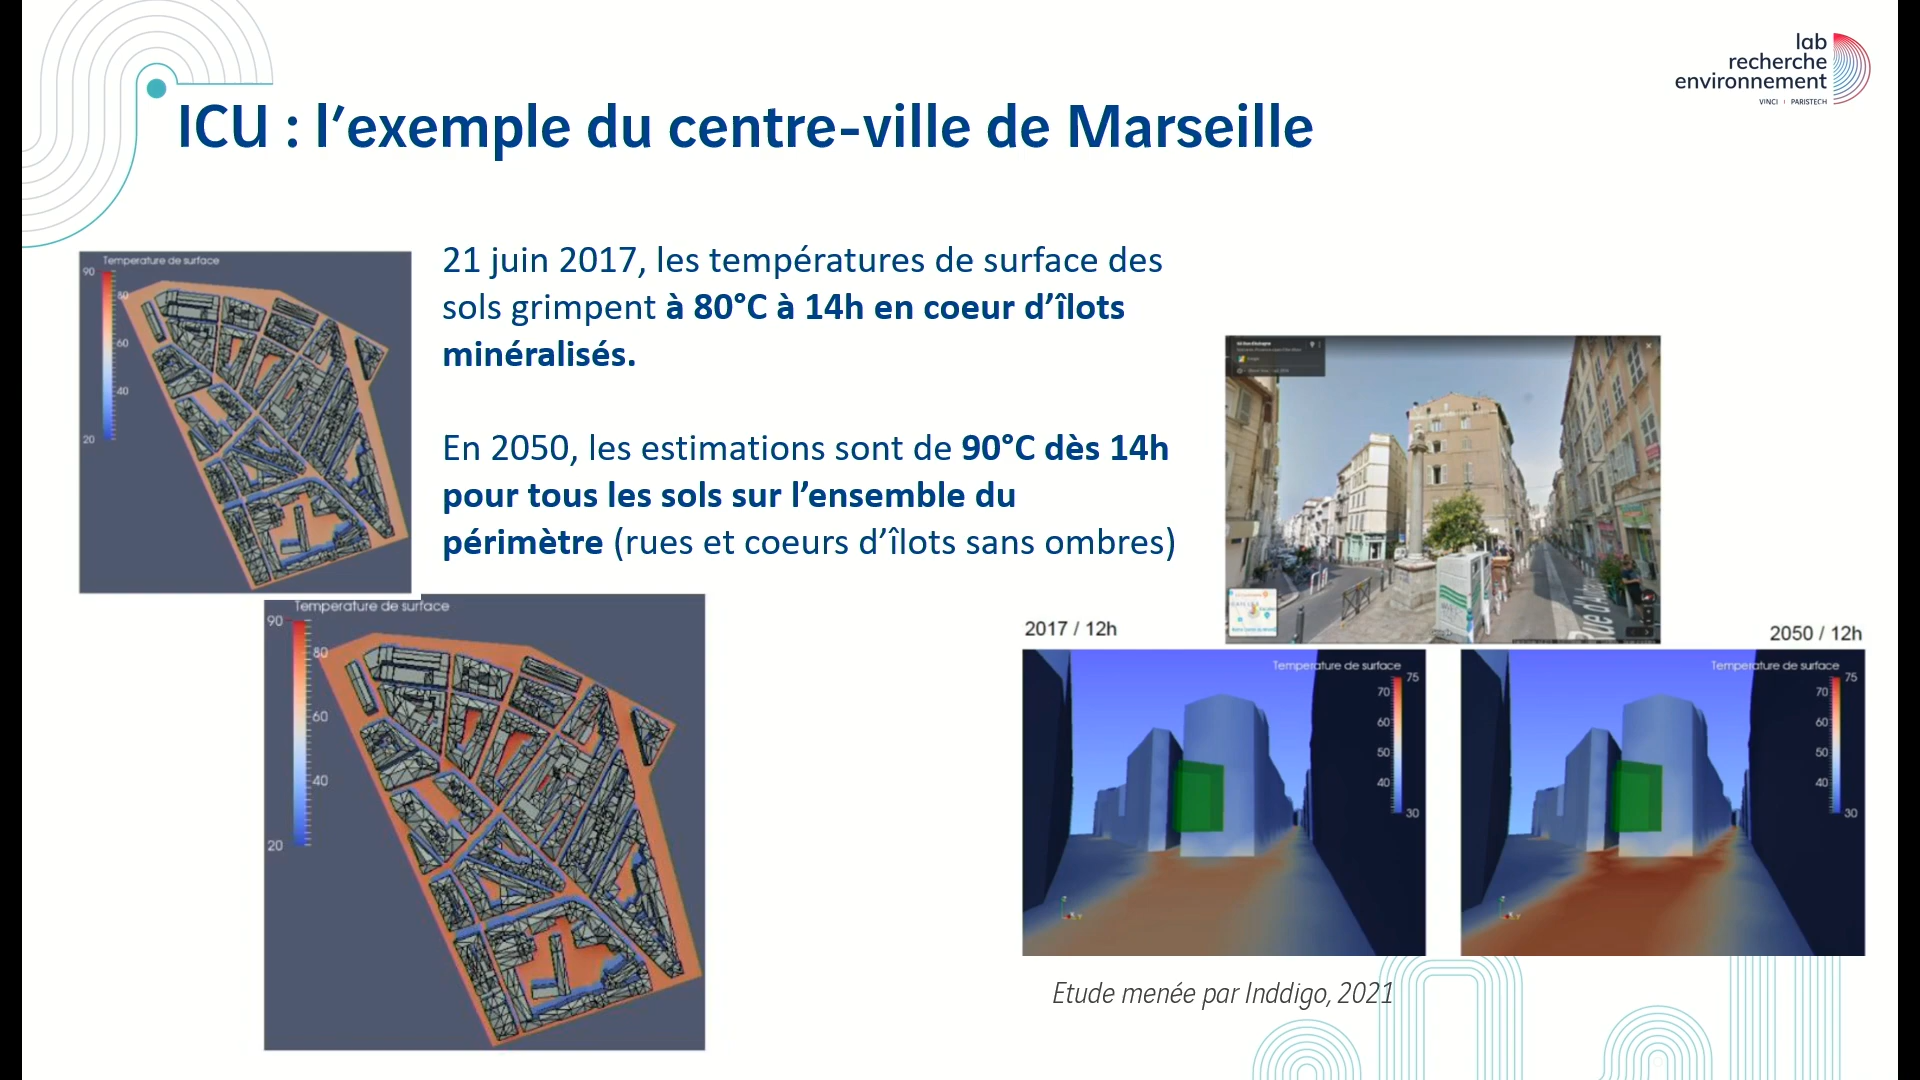 lab
recherche
environnement
VINCI | PARISTECH
ICU : l’exemple du centre-ville de Marseille
Temperature de surface
90
80
60
40
20
21 juin 2017, les températures de surface des
sols grimpent à 80°C à 14h en coeur d’îlots
minéralisés.
En 2050, les estimations sont de 90°C dès 14h
pour tous les sols sur l’ensemble du
périmètre (rues et coeurs d’îlots sans ombres)
Temperature de surface
90
80
60
40
20
2017 / 12h
Temperature de surface
75
70
60
50
40
30
2050 / 12h
Temperature de surface
75
70
60
50
40
30
Etude menée par Inddigo, 2021